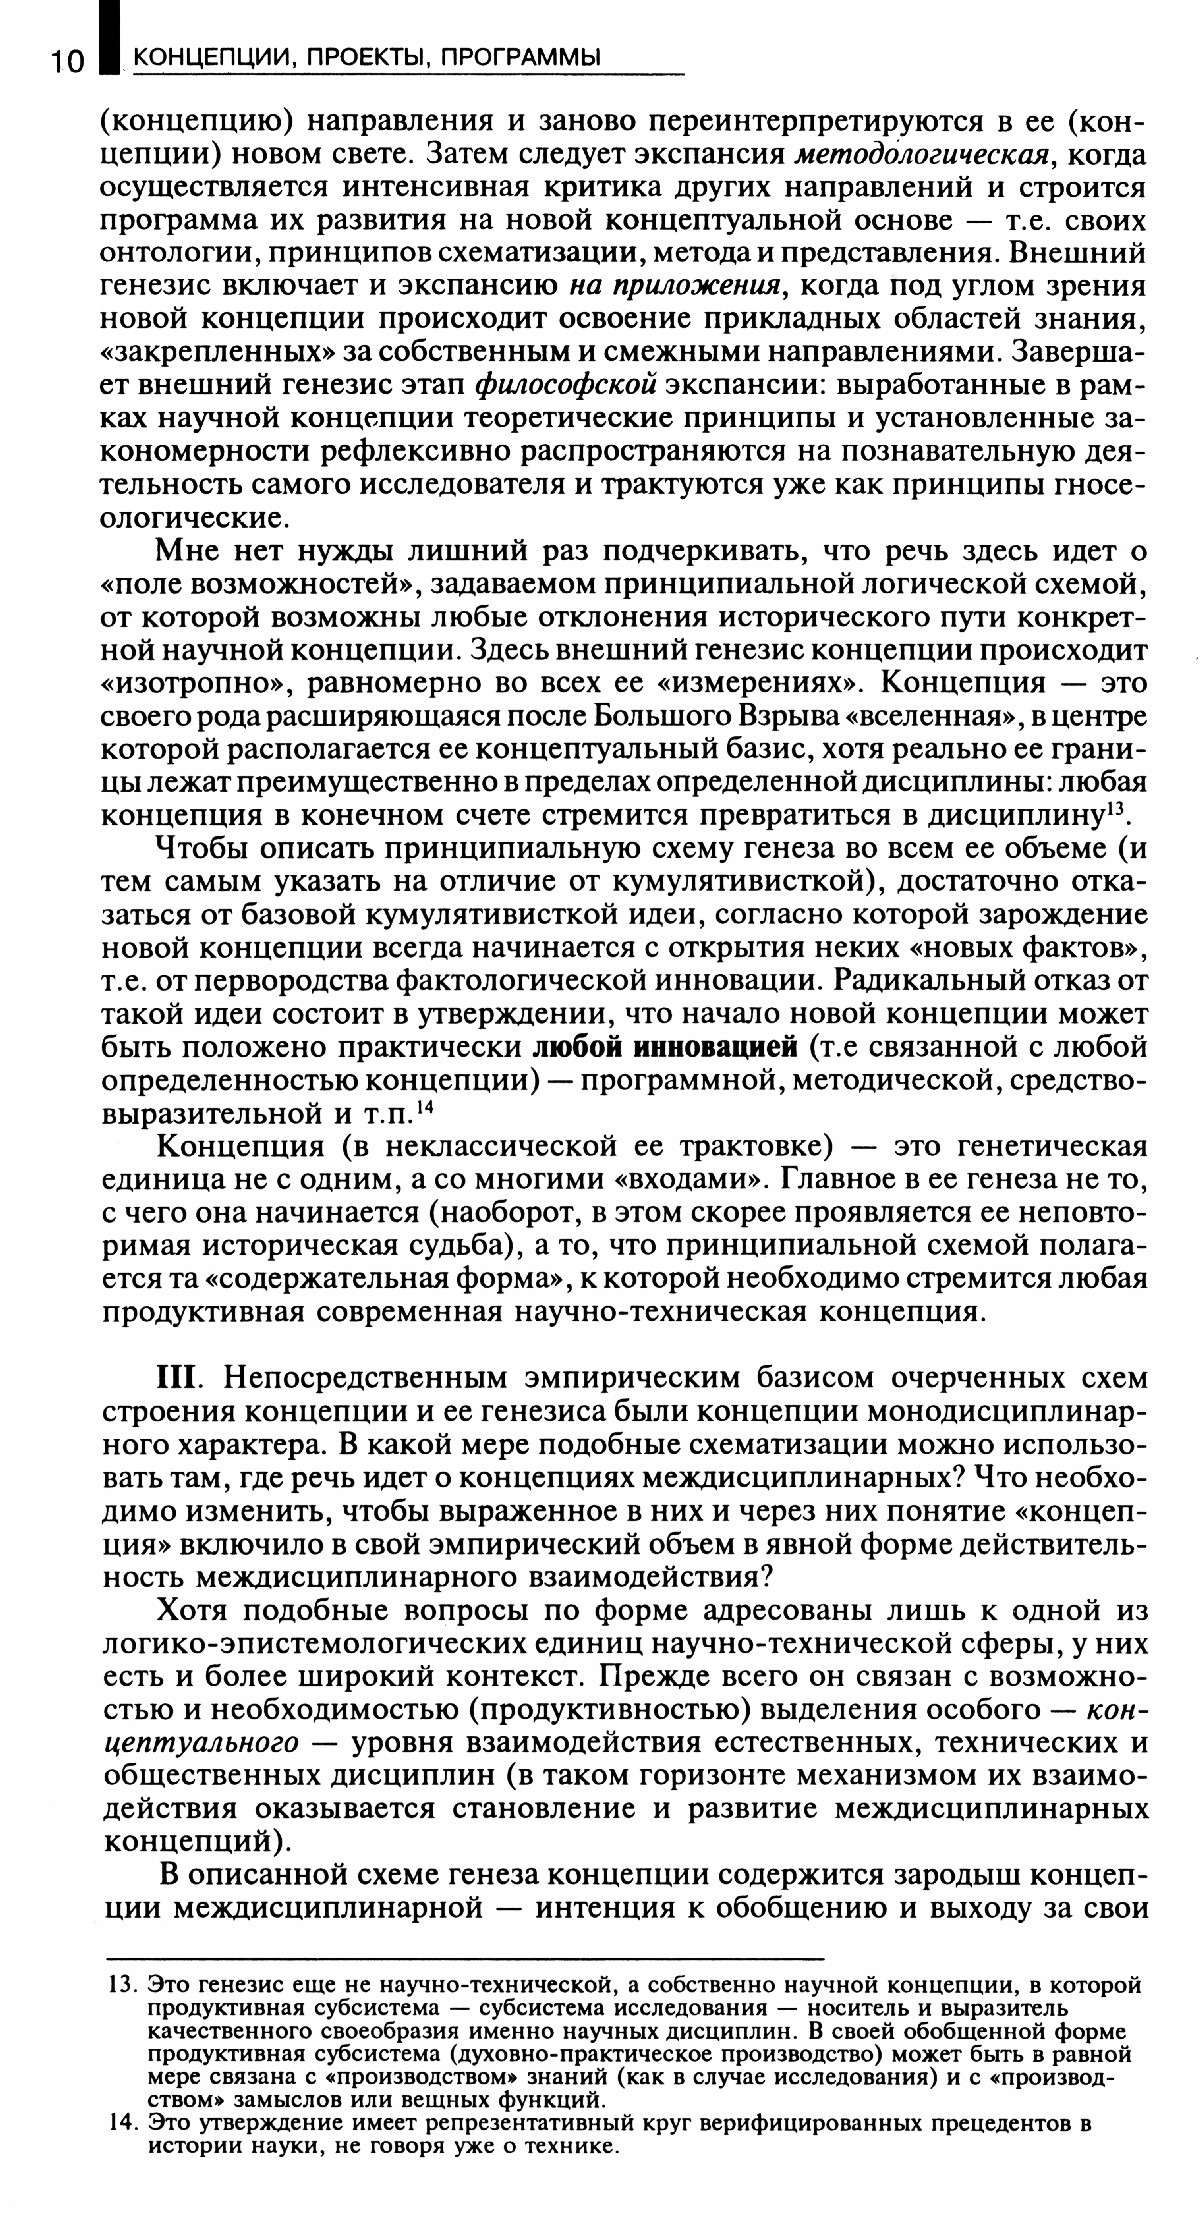 10 КОНЦЕПЦИИ, ПРОЕКТЫ, ПРОГРАММЫ
(концепцию) направления и заново переинтерпретируются в ее (кон-
цепции) новом свете. Затем следует экспансия методологическая, когда
осуществляется интенсивная критика других направлений и строится
программа их развития на новой концептуальной основе — т.е. своих
онтологии, принципов схематизации, метода и представления. Внешний
генезис включает и экспансию на приложения, когда под углом зрения
новой концепции происходит освоение прикладных областей знания,
«закрепленных» за собственным и смежными направлениями. Заверша-
ет внешний генезис этап философской экспансии: выработанные в рам-
ках научной концепции теоретические принципы и установленные за-
кономерности рефлексивно распространяются на познавательную дея-
тельность самого исследователя и трактуются уже как принципы гносе-
ологические.
Мне нет нужды лишний раз подчеркивать, что речь здесь идет о
«поле возможностей», задаваемом принципиальной логической схемой,
от которой возможны любые отклонения исторического пути конкрет-
ной научной концепции. Здесь внешний генезис концепции происходит
«изотропно», равномерно во всех ее «измерениях». Концепция — это
своего рода расширяющаяся после Большого Взрыва «вселенная», в центре
которой располагается ее концептуальный базис, хотя реально ее грани-
цы лежат преимущественно в пределах определенной дисциплины: любая
концепция в конечном счете стремится превратиться в дисциплину¹³.
Чтобы описать принципиальную схему генеза во всем ее объеме (и
тем самым указать на отличие от кумулятивисткой), достаточно отка-
заться от базовой кумулятивисткой идеи, согласно которой зарождение
новой концепции всегда начинается с открытия неких «новых фактов»,
т.е. от первородства фактологической инновации. Радикальный отказ от
такой идеи состоит в утверждении, что начало новой концепции может
быть положено практически любой инновацией (т.е связанной с любой
определенностью концепции) — программной, методической, средство-
выразительной и т.п.¹⁴
Концепция (в неклассической ее трактовке) — это генетическая
единица не с одним, а со многими «входами». Главное в ее генеза не то,
с чего она начинается (наоборот, в этом скорее проявляется ее неповто-
римая историческая судьба), а то, что принципиальной схемой полага-
ется та «содержательная форма», к которой необходимо стремится любая
продуктивная современная научно-техническая концепция.
III. Непосредственным эмпирическим базисом очерченных схем
строения концепции и ее генезиса были концепции монодисциплинар-
ного характера. В какой мере подобные схематизации можно использо-
вать там, где речь идет о концепциях междисциплинарных? Что необхо-
димо изменить, чтобы выраженное в них и через них понятие «концеп-
ция» включило в свой эмпирический объем в явной форме действитель-
ность междисциплинарного взаимодействия?
Хотя подобные вопросы по форме адресованы лишь к одной из
логико-эпистемологических единиц научно-технической сферы, у них
есть и более широкий контекст. Прежде всего он связан с возможно-
стью и необходимостью (продуктивностью) выделения особого — кон-
цептуального — уровня взаимодействия естественных, технических и
общественных дисциплин (в таком горизонте механизмом их взаимо-
действия оказывается становление и развитие междисциплинарных
концепций).
В описанной схеме генеза концепции содержится зародыш концеп-
ции междисциплинарной — интенция к обобщению и выходу за свои
13. Это генезис еще не научно-технической, а собственно научной концепции, в которой
продуктивная субсистема — субсистема исследования — носитель и выразитель
качественного своеобразия именно научных дисциплин. В своей обобщенной форме
продуктивная субсистема (духовно-практическое производство) может быть в равной
мере связана с «производством» знаний (как в случае исследования) и с «производ-
ством» замыслов или вещных функций.
14. Это утверждение имеет репрезентативный круг верифицированных прецедентов в
истории науки, не говоря уже о технике.